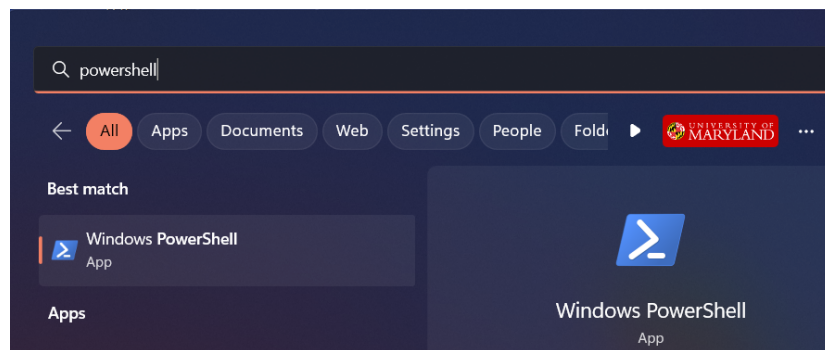 powershell
All Apps Documents Web Settings People Fold
UNIVERSITY OF
MARYLAND
Best match
Windows PowerShell
App
Windows PowerShell
App
Apps